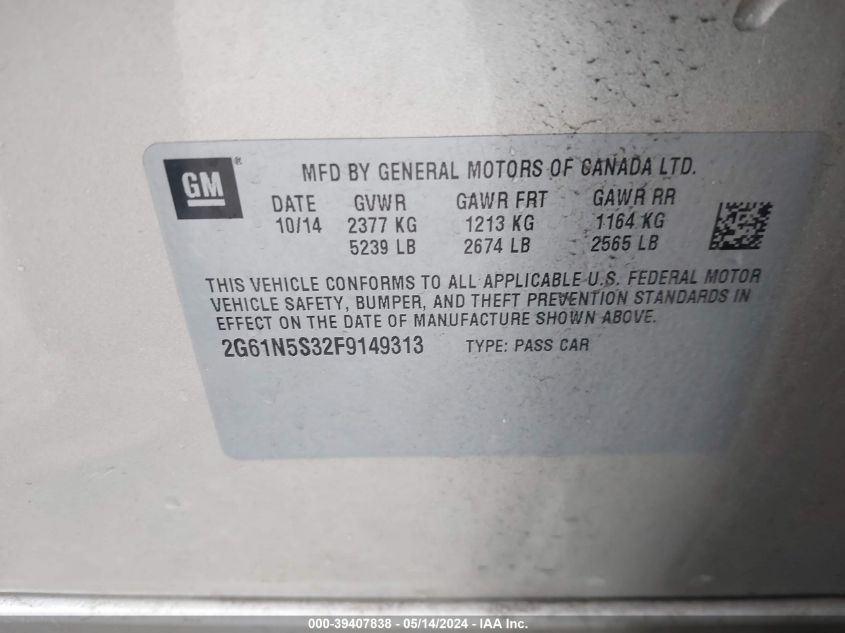 GM ®
MFD BY GENERAL MOTORS OF CANADA LTD.
DATE GVWR GAWR FRT GAWR RR
10/14 2377 KG 1213 KG 1164 KG
5239 LB 2674 LB 2565 LB
THIS VEHICLE CONFORMS TO ALL APPLICABLE U.S. FEDERAL MOTOR
VEHICLE SAFETY, BUMPER, AND THEFT PREVENTION STANDARDS IN
EFFECT ON THE DATE OF MANUFACTURE SHOWN ABOVE.
2G61N5S32F9149313 TYPE: PASS CAR
000-39407838 - 05/14/2024 - IAA Inc.